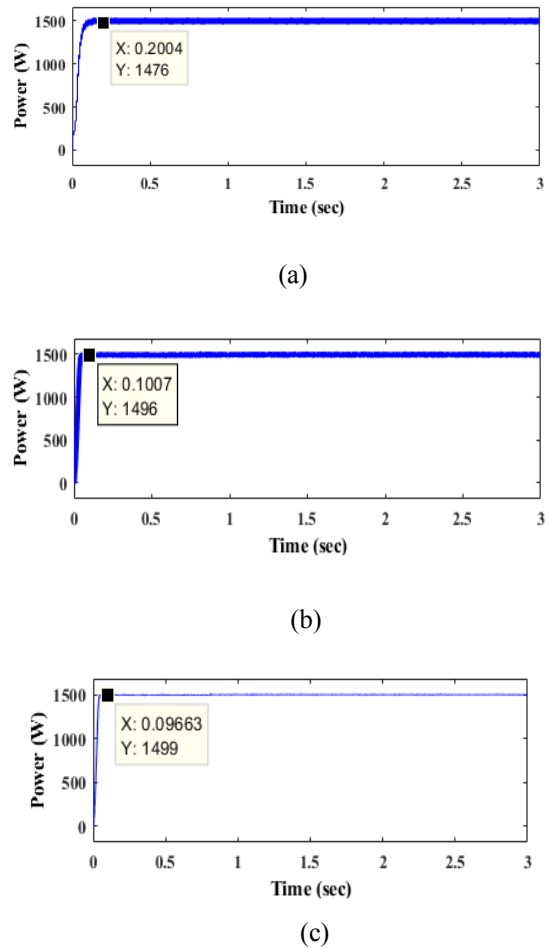 1500
1000
500
0
Power (W)
X: 0.2004
Y: 1476
0 0.5 1 1.5 2 2.5 3
Time (sec)
(a)
1500
1000
500
0
Power (W)
X: 0.1007
Y: 1496
0 0.5 1 1.5 2 2.5 3
Time (sec)
(b)
1500
1000
500
0
Power (W)
X: 0.09663
Y: 1499
0 0.5 1 1.5 2 2.5 3
Time (sec)
(c)